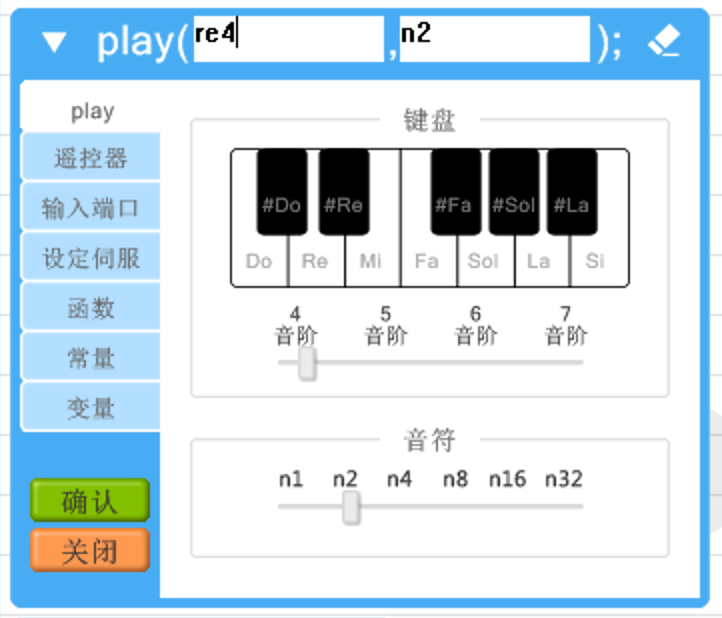 play( re4 , n2 );
play
遥控器
输入端口
设定伺服
函数
常量
变量
确认
关闭
键盘
#Do #Re #Fa #Sol #La
Do Re Mi Fa Sol La Si
4 5 6 7
音阶 音阶 音阶 音阶
音符
n1 n2 n4 n8 n16 n32